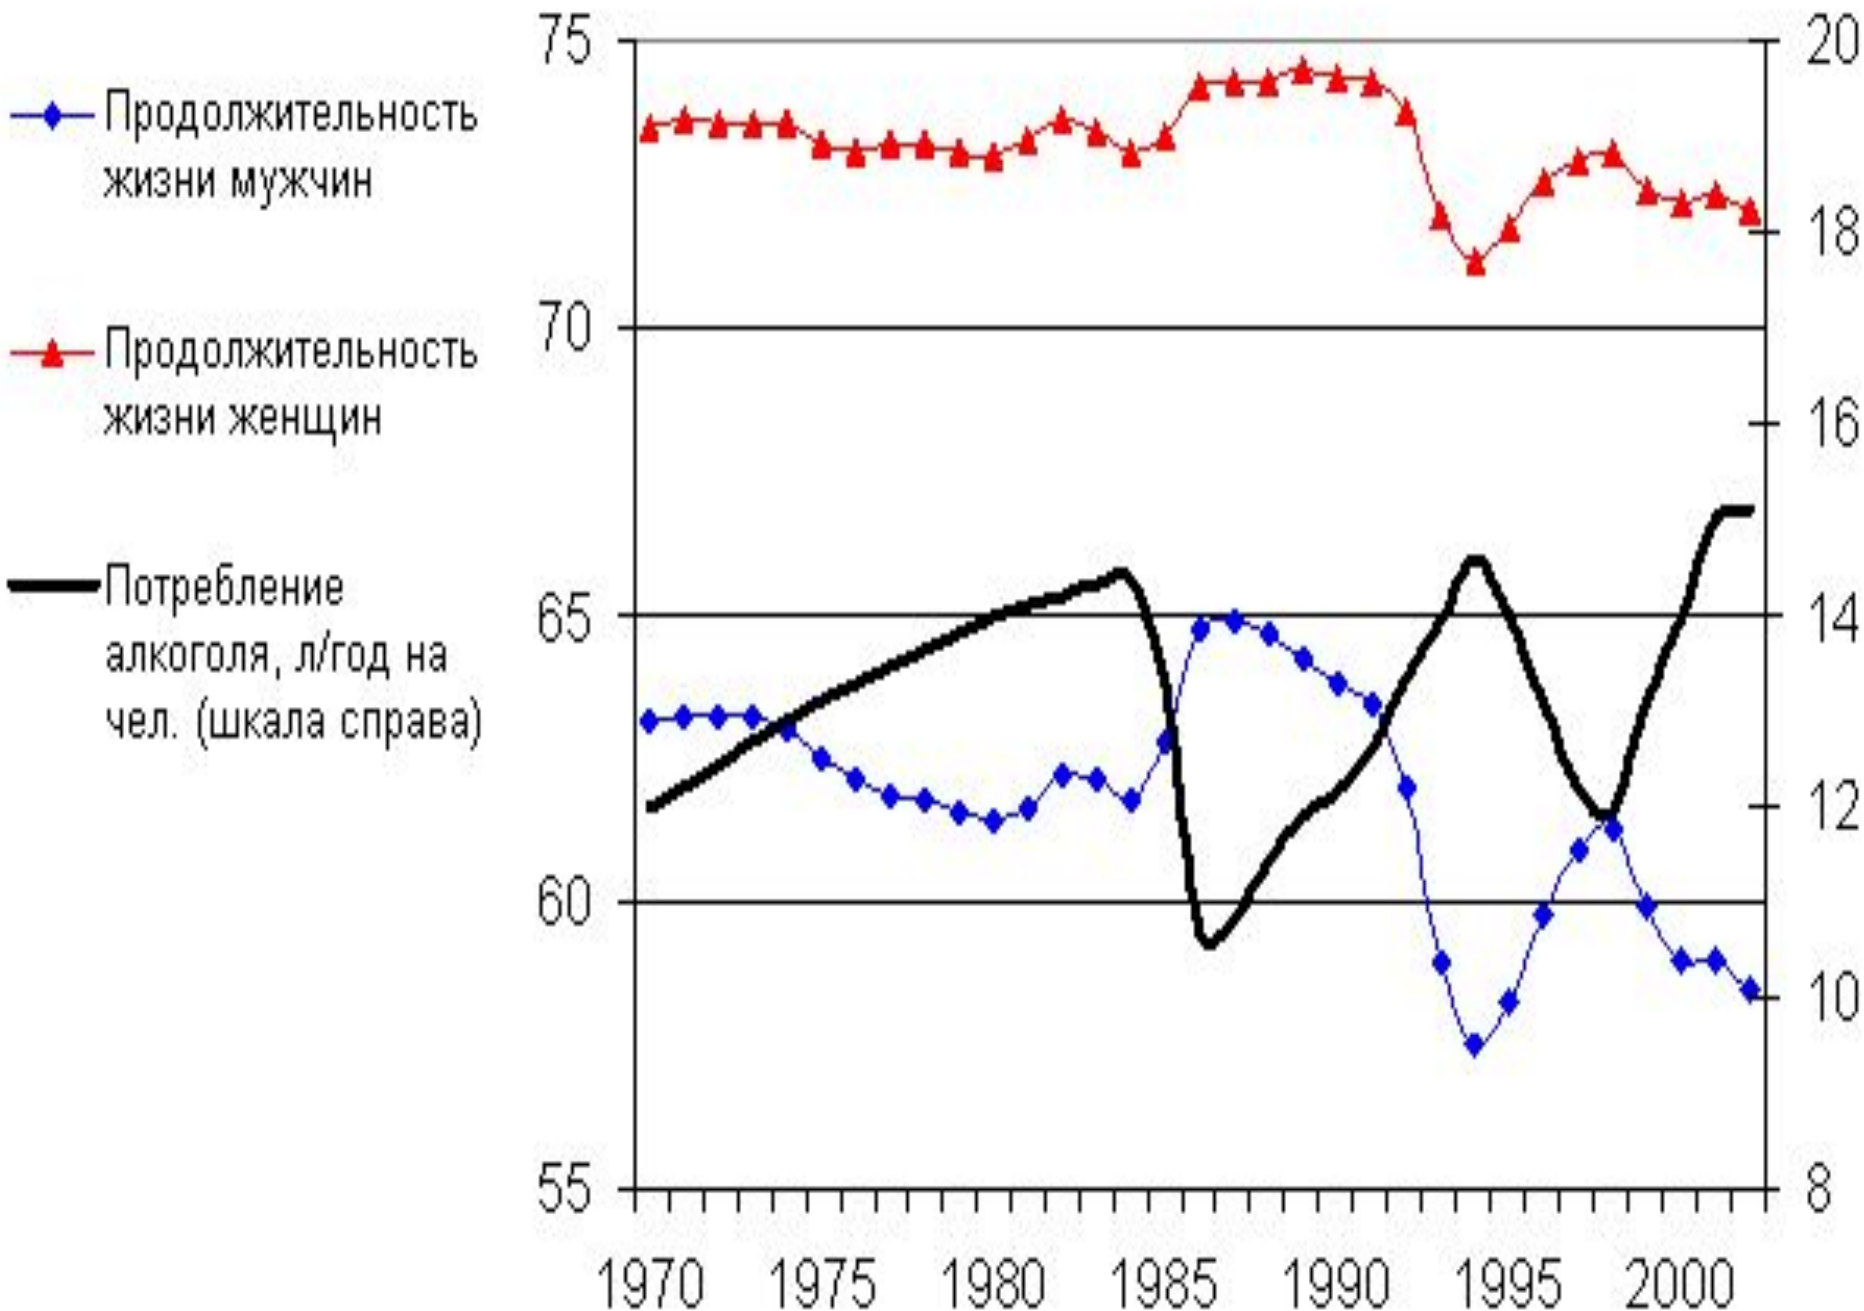 Продолжительность
жизни мужчин
Продолжительность
жизни женщин
Потребление
алкоголя, л/год на
чел. (шкала справа)
75
70
65
60
55
20
18
16
14
12
10
8
1970 1975 1980 1985 1990 1995 2000